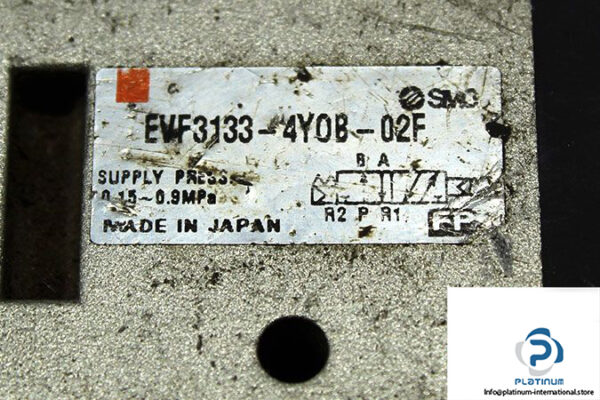 SMC
EVF3133-4Y0B-02F
B A
SUPPLY PRESS.
0.15~0.9MPa
R2 P R1
MADE IN JAPAN
PLATINUM
Info@platinum-international.store